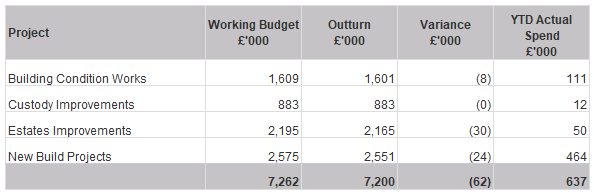 Project Working Budget £'000 Outturn £'000 Variance £'000 YTD Actual Spend £'000
Building Condition Works 1,609 1,601 (8) 111
Custody Improvements 883 883 (0) 12
Estates Improvements 2,195 2,165 (30) 50
New Build Projects 2,575 2,551 (24) 464
7,262 7,200 (62) 637